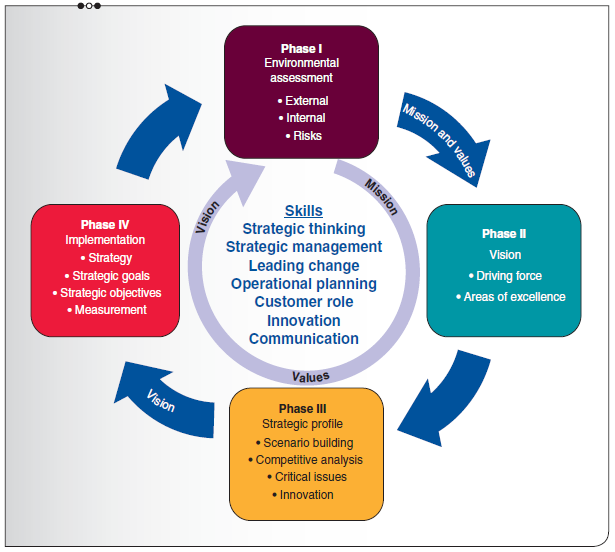 Phase I
Environmental
assessment
• External
• Internal
• Risks
Mission and values
Phase II
Vision
• Driving force
• Areas of excellence
Phase III
Strategic profile
• Scenario building
• Competitive analysis
• Critical issues
• Innovation
Vision
Phase IV
Implementation
• Strategy
• Strategic goals
• Strategic objectives
• Measurement
Vision
Mission
Values
Skills
Strategic thinking
Strategic management
Leading change
Operational planning
Customer role
Innovation
Communication